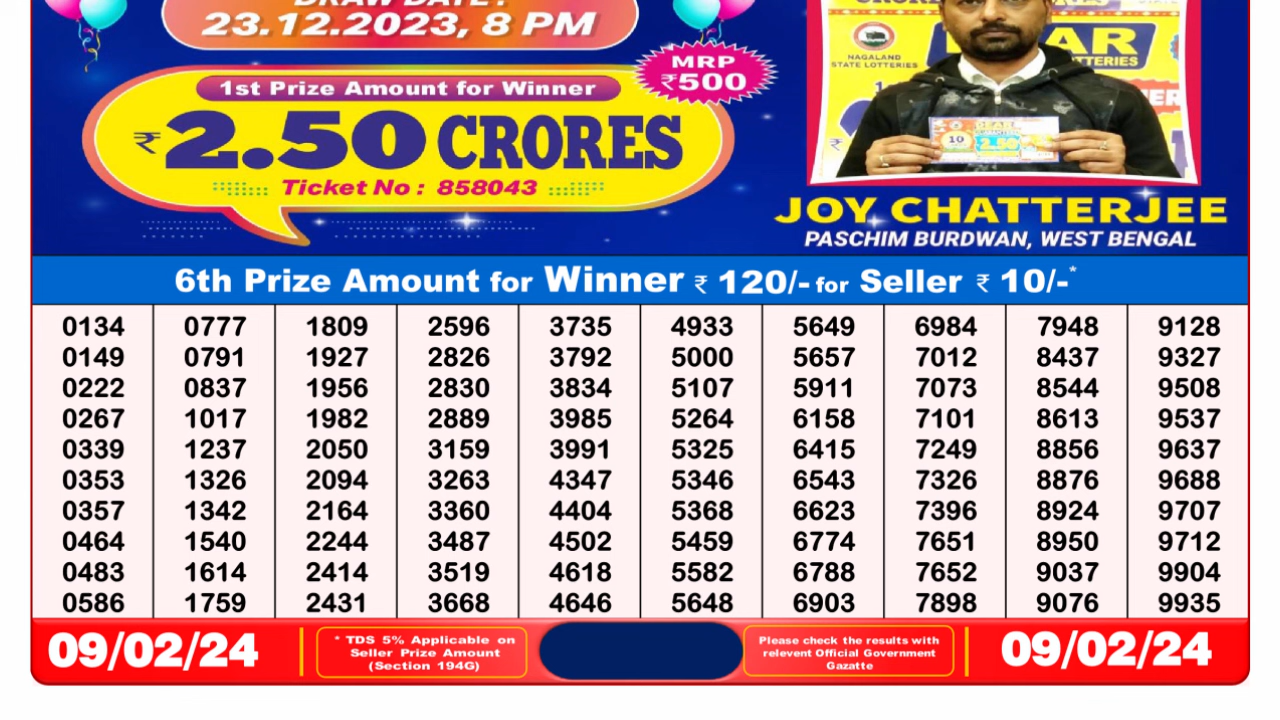 DRAW DATE :
23.12.2023, 8 PM
MRP
₹500
1st Prize Amount for Winner
₹2.50 CRORES
Ticket No : 858043
CRORE
NAGALAND
STATE LOTTERIES
DEAR
LOTTERIES
10
2.50
JOY CHATTERJEE
PASCHIM BURDWAN, WEST BENGAL
6th Prize Amount for Winner ₹ 120/- for Seller ₹ 10/-*
0134 0777 1809 2596 3735 4933 5649 6984 7948 9128
0149 0791 1927 2826 3792 5000 5657 7012 8437 9327
0222 0837 1956 2830 3834 5107 5911 7073 8544 9508
0267 1017 1982 2889 3985 5264 6158 7101 8613 9537
0339 1237 2050 3159 3991 5325 6415 7249 8856 9637
0353 1326 2094 3263 4347 5346 6543 7326 8876 9688
0357 1342 2164 3360 4404 5368 6623 7396 8924 9707
0464 1540 2244 3487 4502 5459 6774 7651 8950 9712
0483 1614 2414 3519 4618 5582 6788 7652 9037 9904
0586 1759 2431 3668 4646 5648 6903 7898 9076 9935
09/02/24
* TDS 5% Applicable on
Seller Prize Amount
(Section 194G)
Please check the results with
relevent Official Government
Gazatte
09/02/24